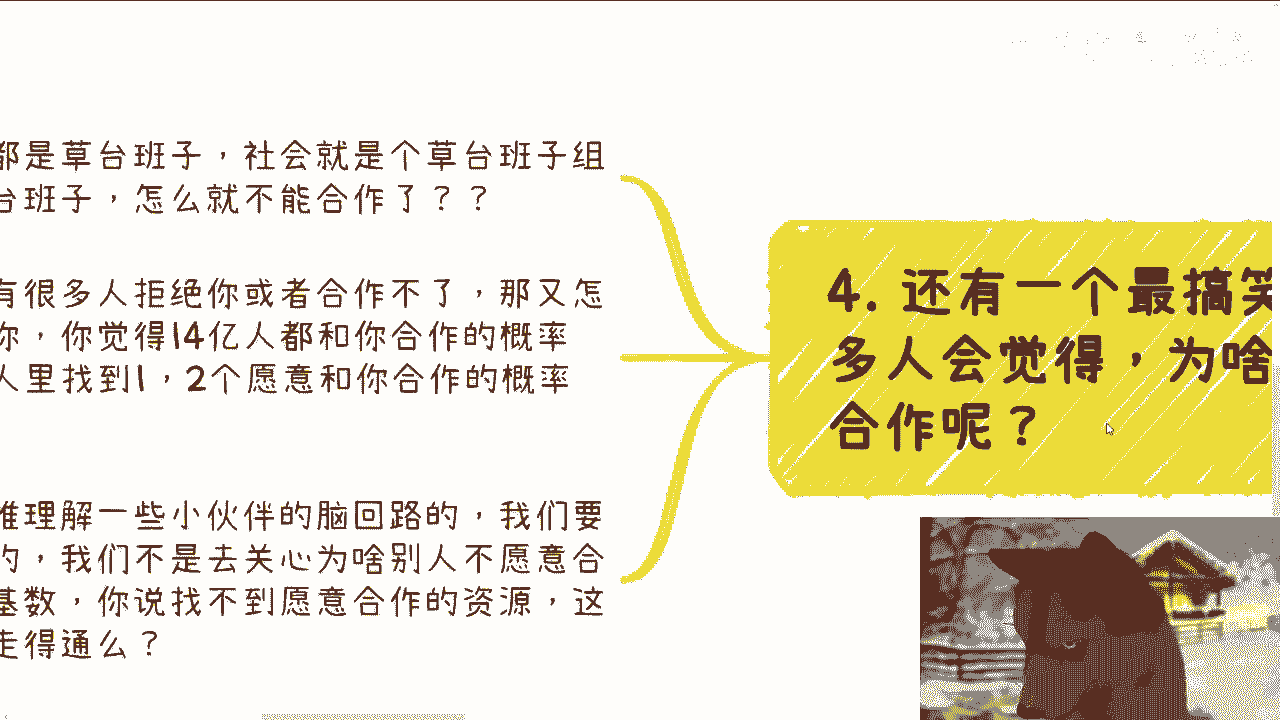 都是草台班子，社会就是个草台班子组
台班子，怎么就不能合作了？？
有很多人拒绝你或者合作不了，那又怎
你，你觉得14亿人都和你合作的概率
人里找到1，2个愿意和你合作的概率
理解一些小伙伴的脑回路的，我们要
的，我们不是去关心为啥别人不愿意合
基数，你说找不到愿意合作的资源，这
走得通么？
4. 还有一个最搞笑
多人会觉得，为啥
合作呢？